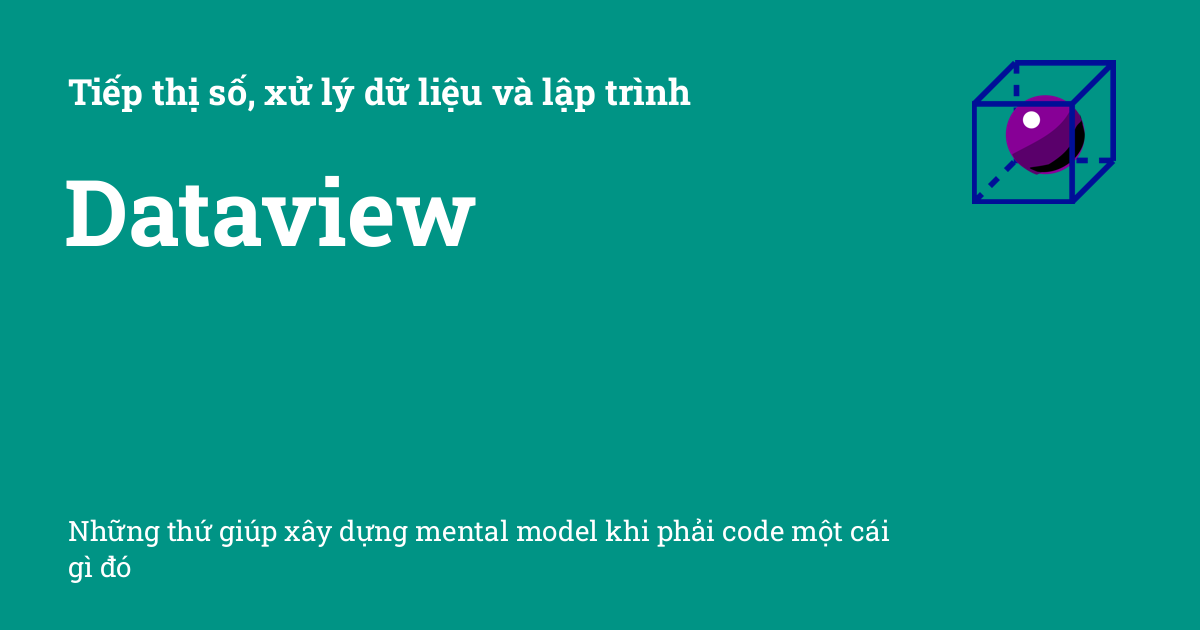 Tiếp thị số, xử lý dữ liệu và lập trình
Dataview
Những thứ giúp xây dựng mental model khi phải code một cái
gì đó